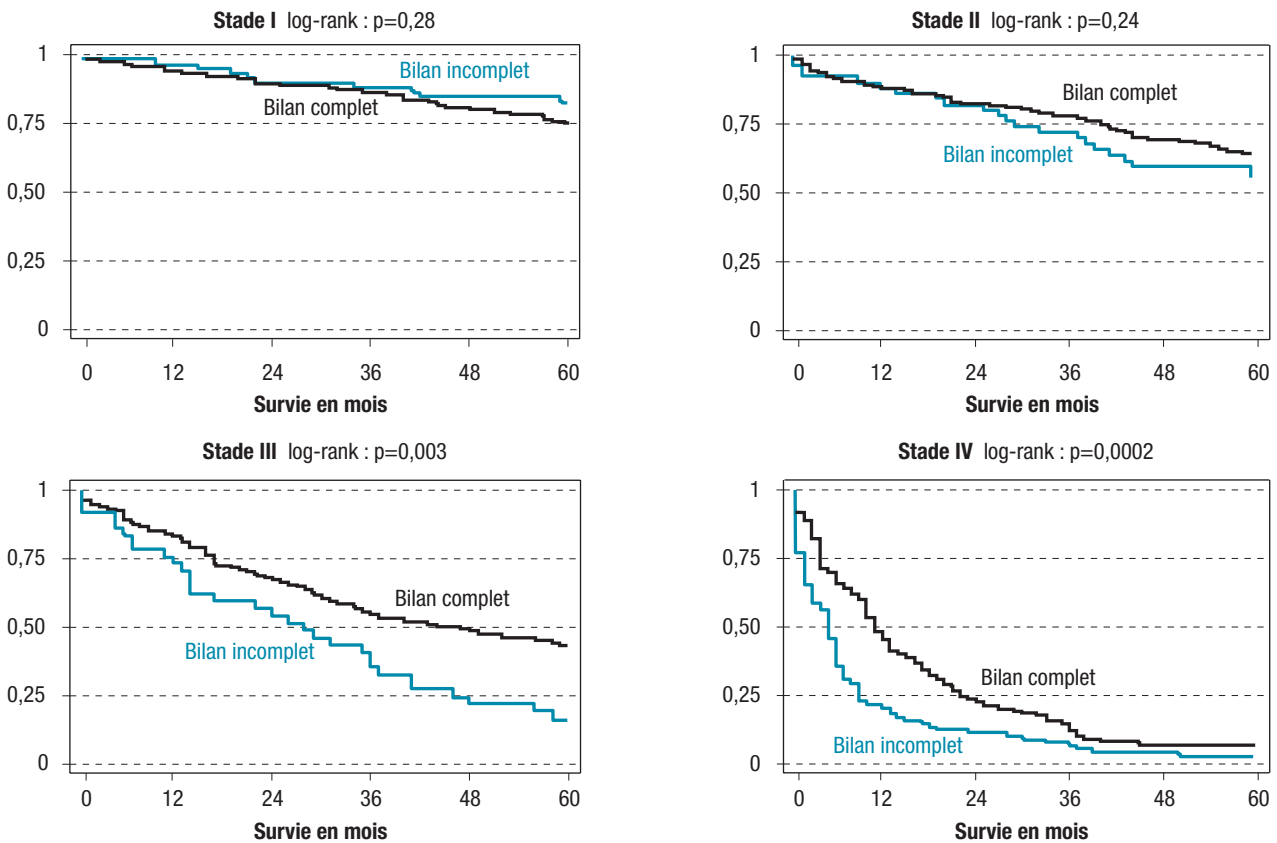 Stade I log-rank : p=0,28
1
0,75
0,50
0,25
0
Bilan incomplet
Bilan complet
0 12 24 36 48 60
Survie en mois
Stade II log-rank : p=0,24
1
0,75
0,50
0,25
0
Bilan complet
Bilan incomplet
0 12 24 36 48 60
Survie en mois
Stade III log-rank : p=0,003
1
0,75
0,50
0,25
0
Bilan complet
Bilan incomplet
0 12 24 36 48 60
Survie en mois
Stade IV log-rank : p=0,0002
1
0,75
0,50
0,25
0
Bilan complet
Bilan incomplet
0 12 24 36 48 60
Survie en mois